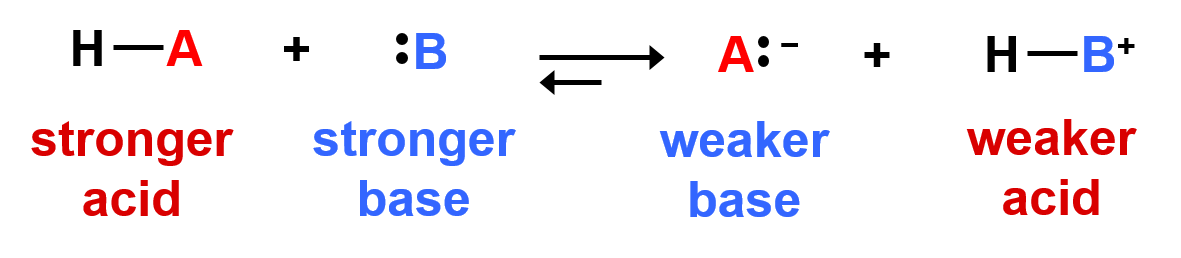 H—A + :B ⇌ A:⁻ + H—B⁺
stronger stronger weaker weaker
acid base base acid